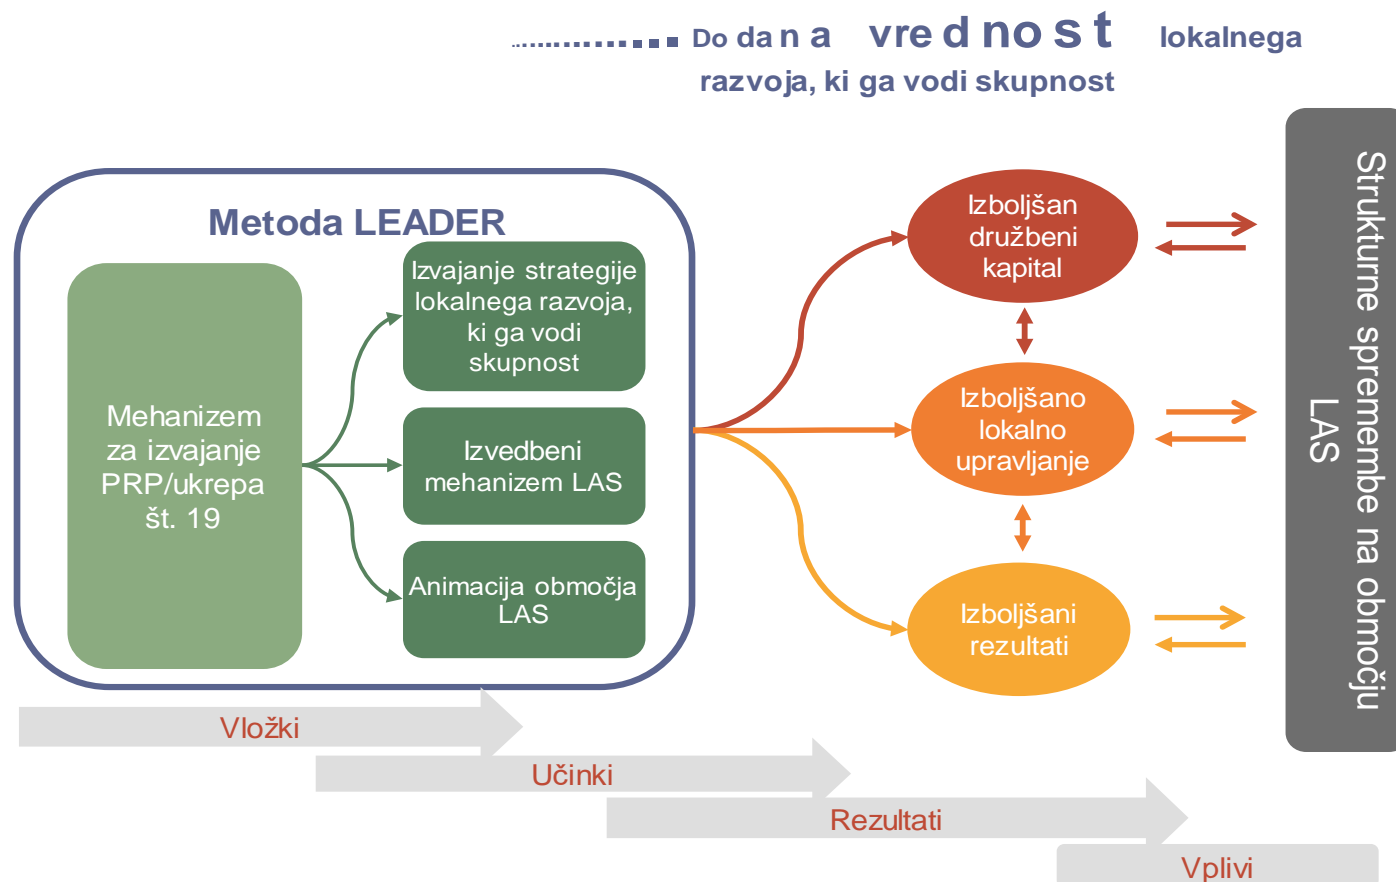 Dodana vrednost lokalnega
razvoja, ki ga vodi skupnost
Metoda LEADER
Mehanizem
za izvajanje
PRP/ukrepa
št. 19
Izvajanje strategije
lokalnega razvoja,
ki ga vodi
skupnost
Izvedbeni
mehanizem LAS
Animacija območja
LAS
Izboljšan
družbeni
kapital
Izboljšano
lokalno
upravljanje
Izboljšani
rezultati
Strukturne spremembe na območju
LAS
Vložki
Učinki
Rezultati
Vplivi